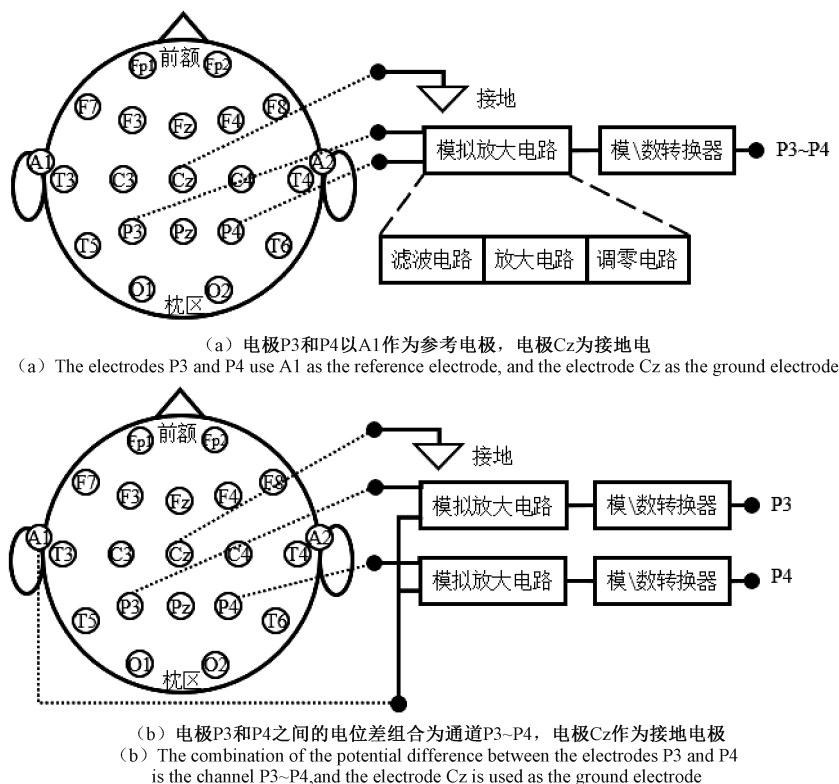 前额
Fp1 Fp2
接地
F7 F3 Fz F4 F8
A1 A2
模拟放大电路 模\数转换器 P3~P4
T3 C3 Cz C4 T4
P3 Pz P4
T5 T6
滤波电路 放大电路 调零电路
O1 O2
枕区
（a）电极P3和P4以A1作为参考电极，电极Cz为接地电
（a）The electrodes P3 and P4 use A1 as the reference electrode, and the electrode Cz as the ground electrode
前额
Fp1 Fp2
接地
F7 F3 Fz F4 F8
模拟放大电路 模\数转换器 P3
A1 A2
T3 C3 Cz C4 T4
模拟放大电路 模\数转换器 P4
P3 Pz P4
T5 T6
O1 O2
枕区
（b）电极P3和P4之间的电位差组合为通道P3~P4，电极Cz作为接地电极
（b）The combination of the potential difference between the electrodes P3 and P4
is the channel P3~P4,and the electrode Cz is used as the ground electrode